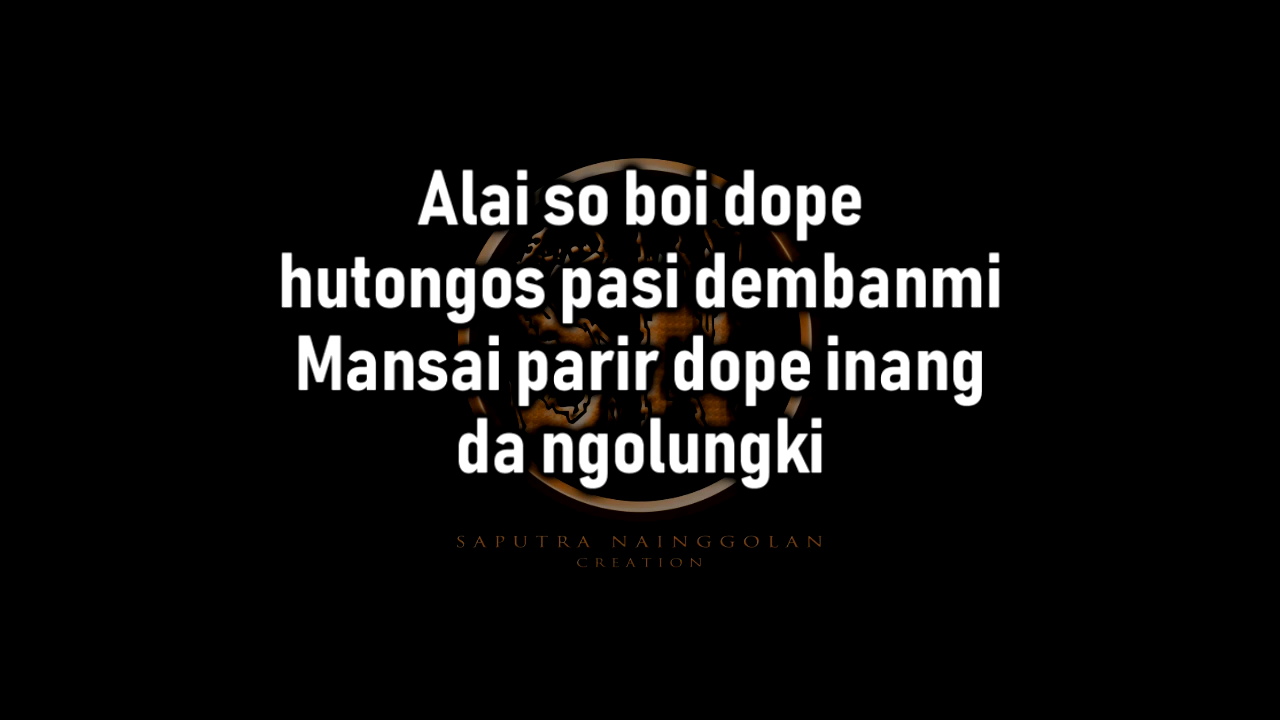 Alai so boi dope
hutongos pasi dembanmi
Mansai parir dope inang
da ngolungki
SAPUTRA NAINGGOLAN
CREATION